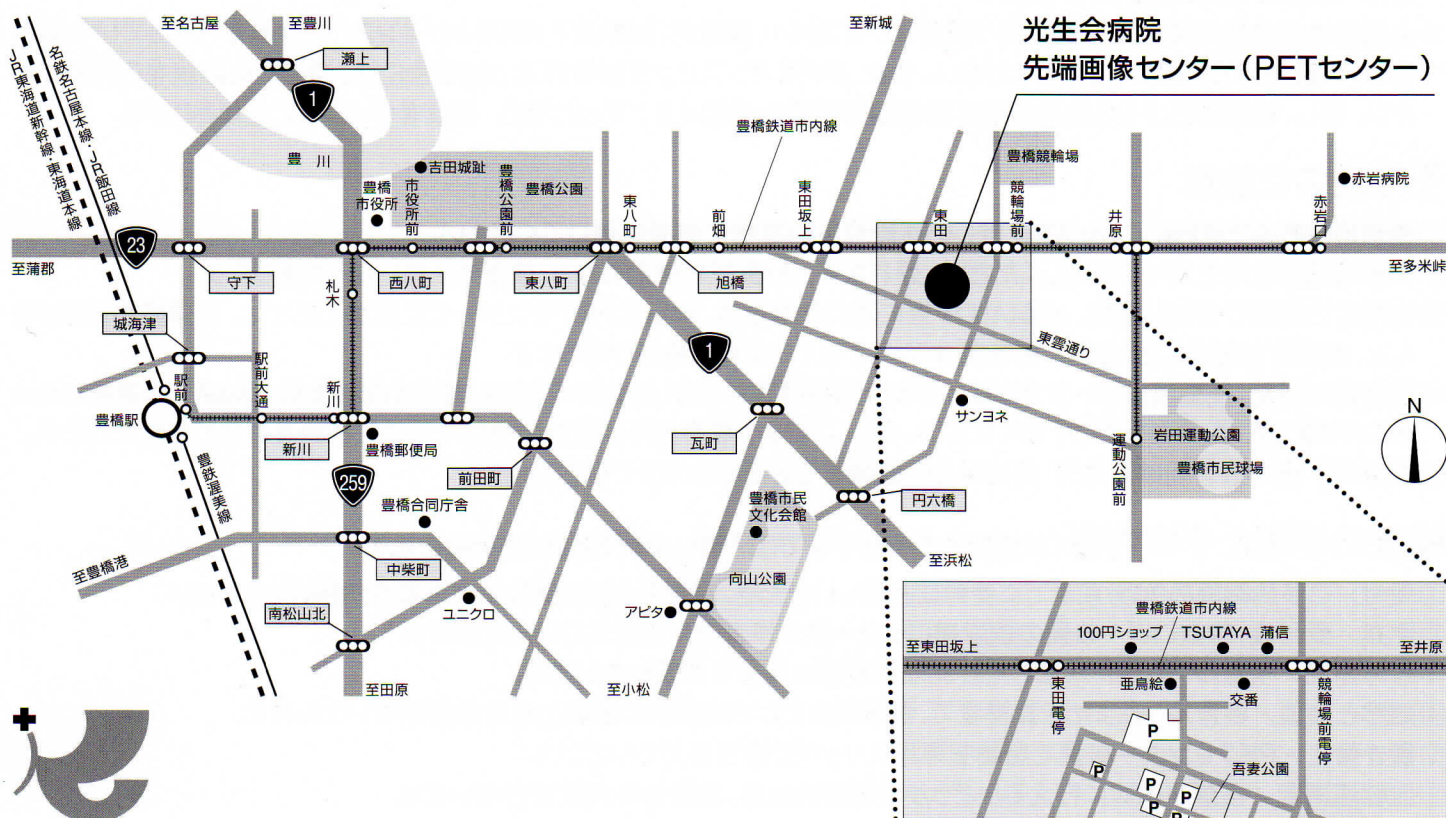 光生会病院
先端画像センター(PETセンター)
至名古屋
至豊川
至新城
瀬上
1
名鉄名古屋本線・JR飯田線
JR東海道新幹線・東海道本線
豊川
吉田城趾
豊橋公園
豊橋
市役所
市役所前
豊橋公園前
東八町
前畑
豊橋鉄道市内線
東田坂上
東田
競輪場前
豊橋競輪場
井原
赤岩口
赤岩病院
23
至蒲郡
守下
西八町
東八町
旭橋
至多米峠
札木
城海津
駅前
駅前大通
新川
豊橋駅
新川
豊橋郵便局
1
東雲通り
サンヨネ
瓦町
前田町
運動公園前
岩田運動公園
豊橋市民球場
N
豊鉄渥美線
259
豊橋合同庁舎
豊橋市民
文化会館
円六橋
至浜松
至豊橋港
中柴町
向山公園
南松山北
ユニクロ
アピタ
至田原
至小松
豊橋鉄道市内線
100円ショップ
TSUTAYA
蒲信
至東田坂上
至井原
東田電停
亜鳥絵
交番
競輪場前電停
P
吾妻公園
P
P
P
P
P